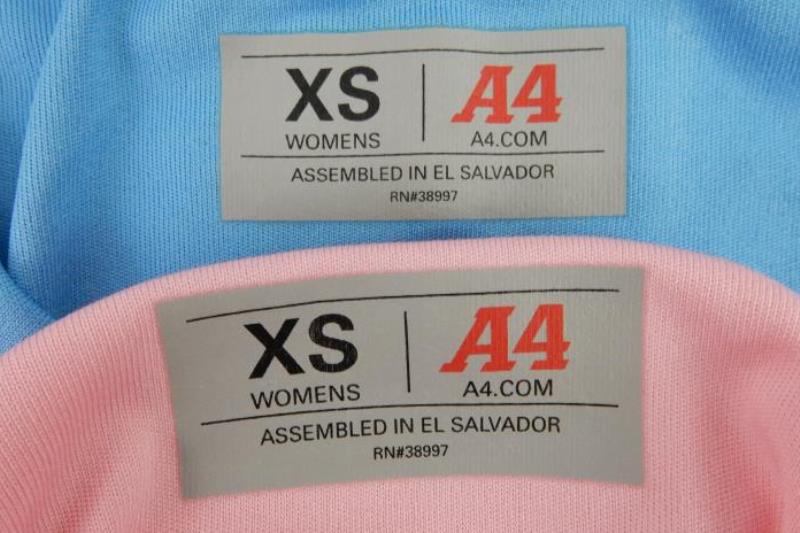 XS
WOMENS
A4
A4.COM
ASSEMBLED IN EL SALVADOR
RN#38997
XS
WOMENS
A4
A4.COM
ASSEMBLED IN EL SALVADOR
RN#38997